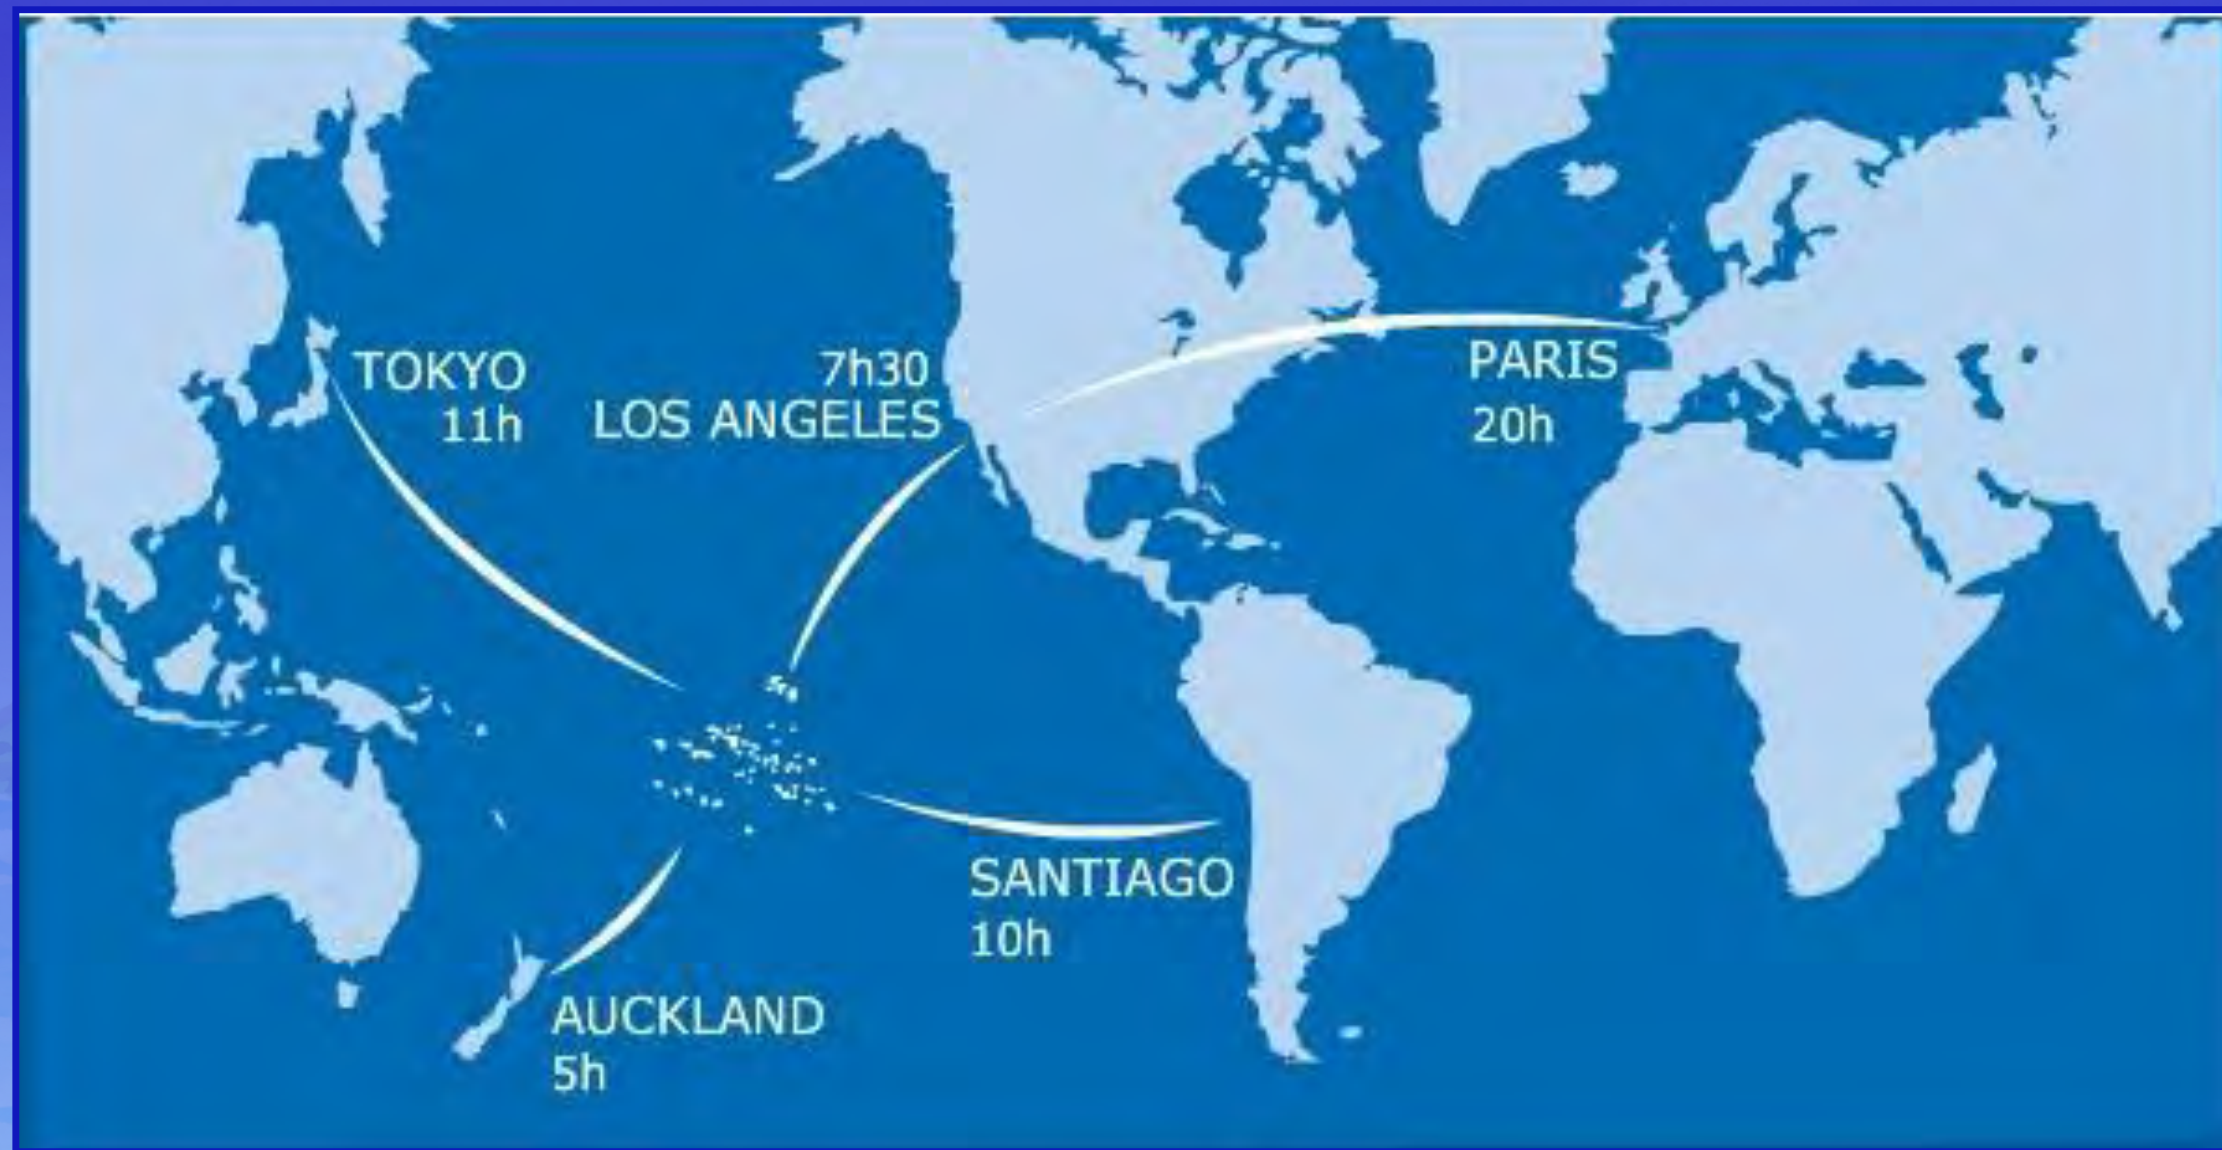 TOKYO
11h
7h30
LOS ANGELES
PARIS
20h
SANTIAGO
10h
AUCKLAND
5h